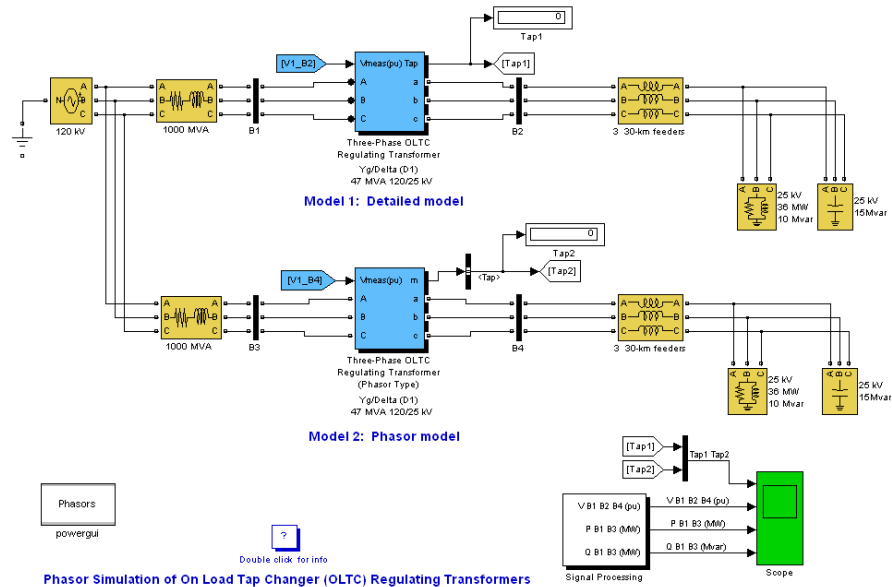 0
Tap1
[V1_B2]
Vmeas(pu) Tap
[Tap1]
A
B
C
a
b
c
N
A
B
C
120 kV
A
B
C
A
B
C
1000 MVA
B1
B2
A
B
C
A
B
C
3 30-km feeders
Three-Phase OLTC
Regulating Transformer
Yg/Delta (D1)
47 MVA 120/25 kV
A B C
25 kV
36 MW
10 Mvar
A B C
25 kV
15Mvar
Model 1: Detailed model
0
Tap2
[V1_B4]
Vmeas(pu) m
<Tap>
[Tap2]
A
B
C
a
b
c
A
B
C
A
B
C
1000 MVA
B3
B4
A
B
C
A
B
C
3 30-km feeders
Three-Phase OLTC
Regulating Transformer
(Phasor Type)
Yg/Delta (D1)
47 MVA 120/25 kV
A B C
25 kV
36 MW
10 Mvar
A B C
25 kV
15Mvar
Model 2: Phasor model
[Tap1]
[Tap2]
Tap1 Tap2
Phasors
powergui
V B1 B2 B4 (pu)
P B1 B3 (MW)
Q B1 B3 (Mvar)
V B1 B2 B4 (pu)
P B1 B3 (MW)
Q B1 B3 (Mvar)
Signal Processing
Scope
?
Double click for info
Phasor Simulation of On Load Tap Changer (OLTC) Regulating Transformers